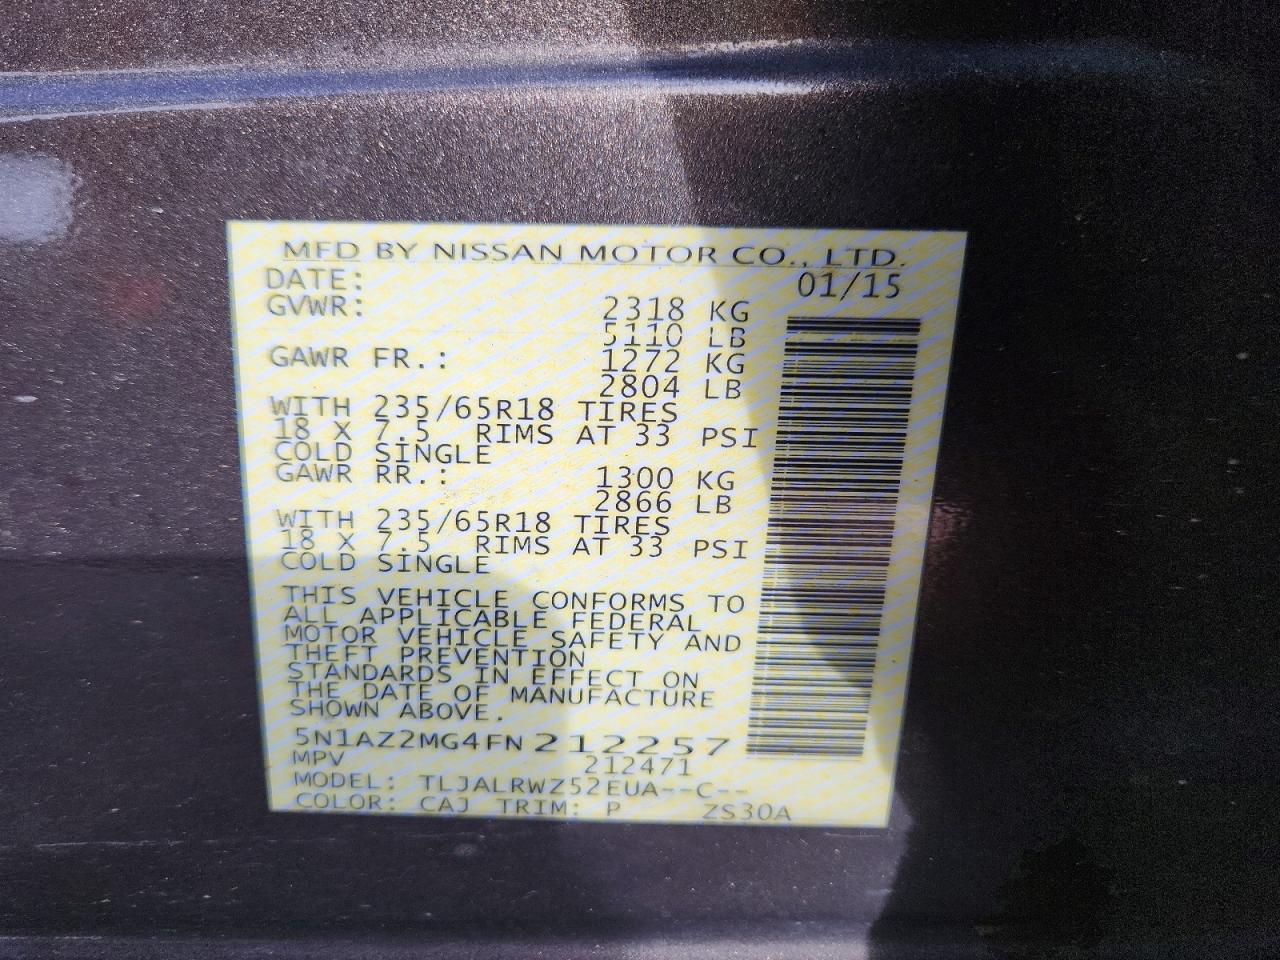 MFD BY NISSAN MOTOR CO., LTD.
DATE: 01/15
GVWR: 2318 KG
5110 LB
GAWR FR.: 1272 KG
2804 LB
WITH 235/65R18 TIRES
18 X 7.5 RIMS AT 33 PSI
COLD SINGLE
GAWR RR.: 1300 KG
2866 LB
WITH 235/65R18 TIRES
18 X 7.5 RIMS AT 33 PSI
COLD SINGLE
THIS VEHICLE CONFORMS TO
ALL APPLICABLE FEDERAL
MOTOR VEHICLE SAFETY AND
THEFT PREVENTION
STANDARDS IN EFFECT ON
THE DATE OF MANUFACTURE
SHOWN ABOVE.
5N1AZ2MG4FN212257
MPV 212471
MODEL: TLJALRWZ52EUA--C--
COLOR: CAJ TRIM: P ZS30A